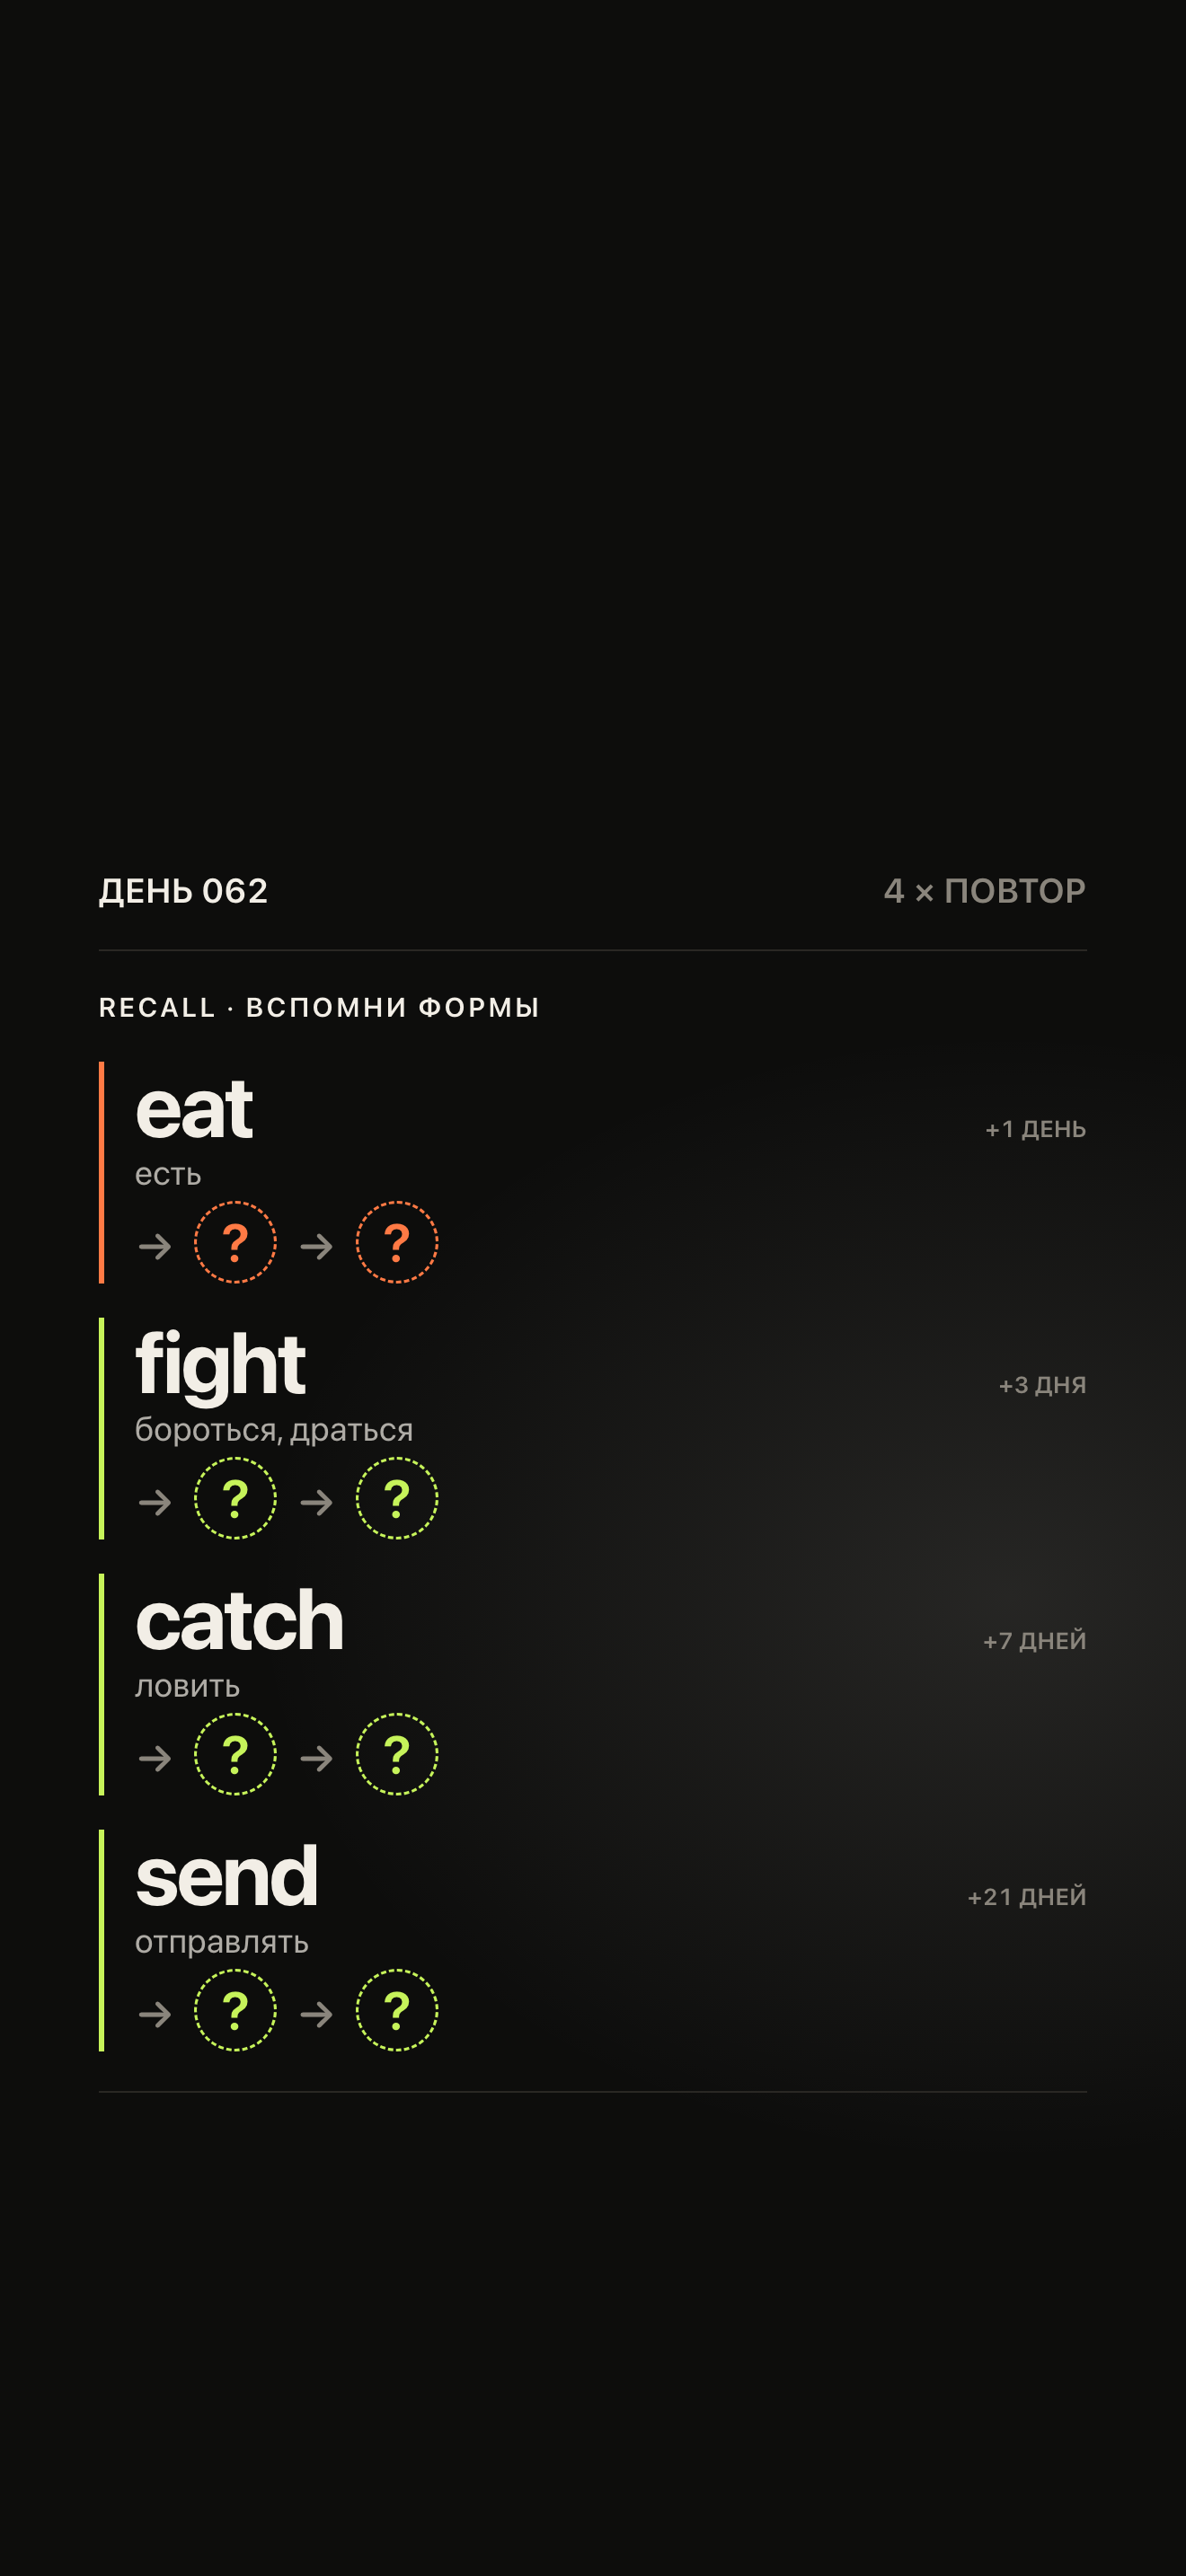 ДЕНЬ 062
4 × ПОВТОР
RECALL · ВСПОМНИ ФОРМЫ
eat
+1 ДЕНЬ
есть
→ ? → ?
fight
+3 ДНЯ
бороться, драться
→ ? → ?
catch
+7 ДНЕЙ
ловить
→ ? → ?
send
+21 ДНЕЙ
отправлять
→ ? → ?